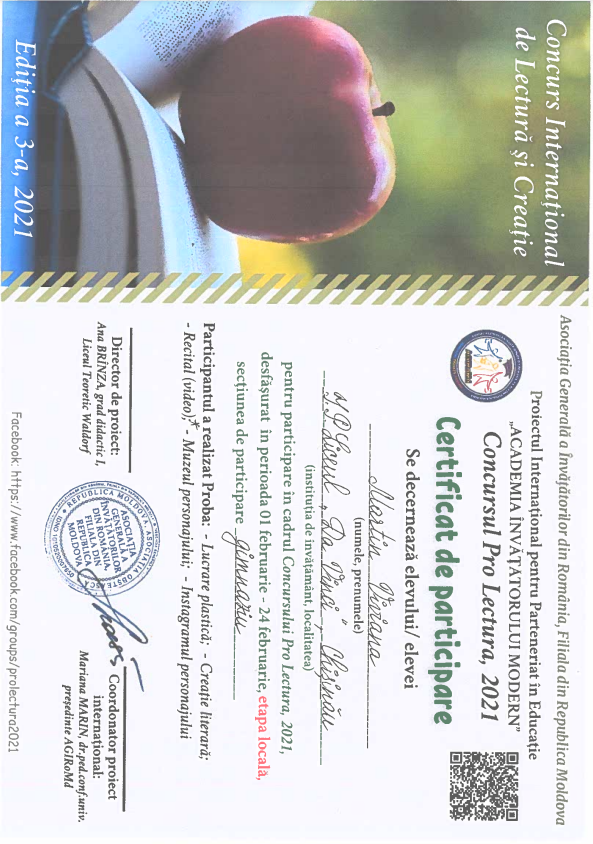 Concurs Internațional
de Lectură și Creație
Ediția a 3-a, 2021
Asociația Generală a Învățătorilor din România, Filiala din Republica Moldova
Proiectul Internațional pentru Parteneriat în Educație
„ACADEMIA ÎNVĂȚĂTORULUI MODERN”
Concursul Pro Lectura, 2021
Certificat de participare
Se decernează elevului/ elevei
Martin Viviana
(numele, prenumele)
Liceul „Da Vinci”, Chișinău
(instituția de învățământ, localitatea)
pentru participare în cadrul Concursului Pro Lectura, 2021,
desfășurat în perioada 01 februarie - 24 februarie, etapa locală,
secțiunea de participare gimnaziu
Participantul a realizat Proba: - Lucrare plastică; - Creație literară;
- Recital (video);* - Muzeul personajului; - Instagramul personajului
Director de proiect:
Ana BRÎNZA, grad didactic I,
Liceul Teoretic Waldorf
REPUBLICA MOLDOVA
ASOCIAȚIA
GENERALĂ A
ÎNVĂȚĂTORILOR
DIN ROMÂNIA
FILIALA DIN
REPUBLICA
MOLDOVA
Coordonator proiect
internațional:
Mariana MARIN, dr.ped.conf.univ.
președinte AGIRoMd
Facebook: https://www.facebook.com/groups/prolectura2021